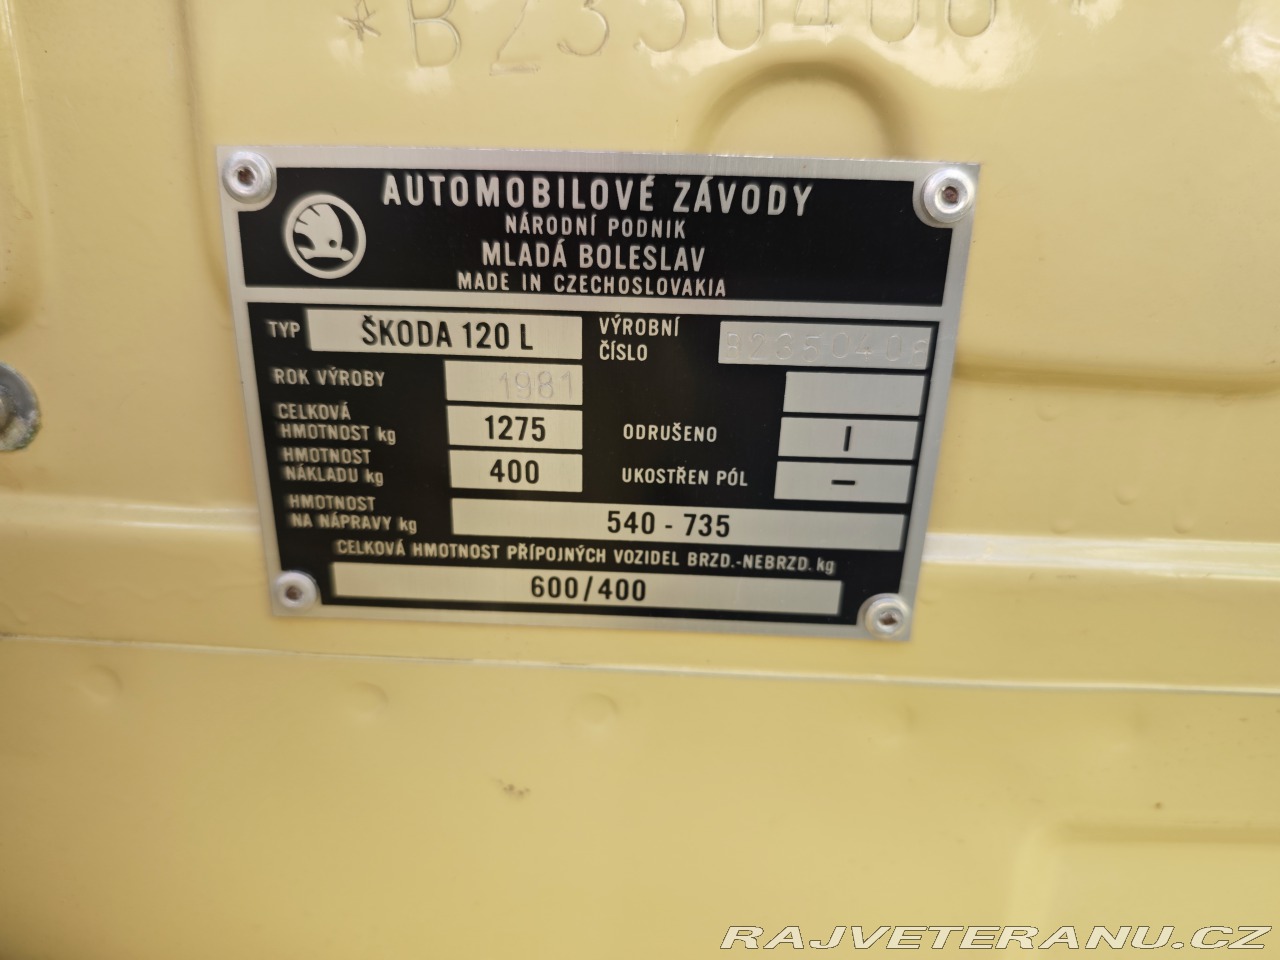 AUTOMOBILOVÉ ZÁVODY
NÁRODNÍ PODNIK
MLADÁ BOLESLAV
MADE IN CZECHOSLOVAKIA
TYP ŠKODA 120 L
VÝROBNÍ
ČÍSLO
ROK VÝROBY 1981
CELKOVÁ
HMOTNOST kg 1275
ODRUŠENO I
HMOTNOST
NÁKLADU kg 400
UKOSTŘEN PÓL –
HMOTNOST
NA NÁPRAVY kg 540 - 735
CELKOVÁ HMOTNOST PŘÍPOJNÝCH VOZIDEL BRZD.-NEBRZD. kg
600/400
RAJVETERANU.CZ